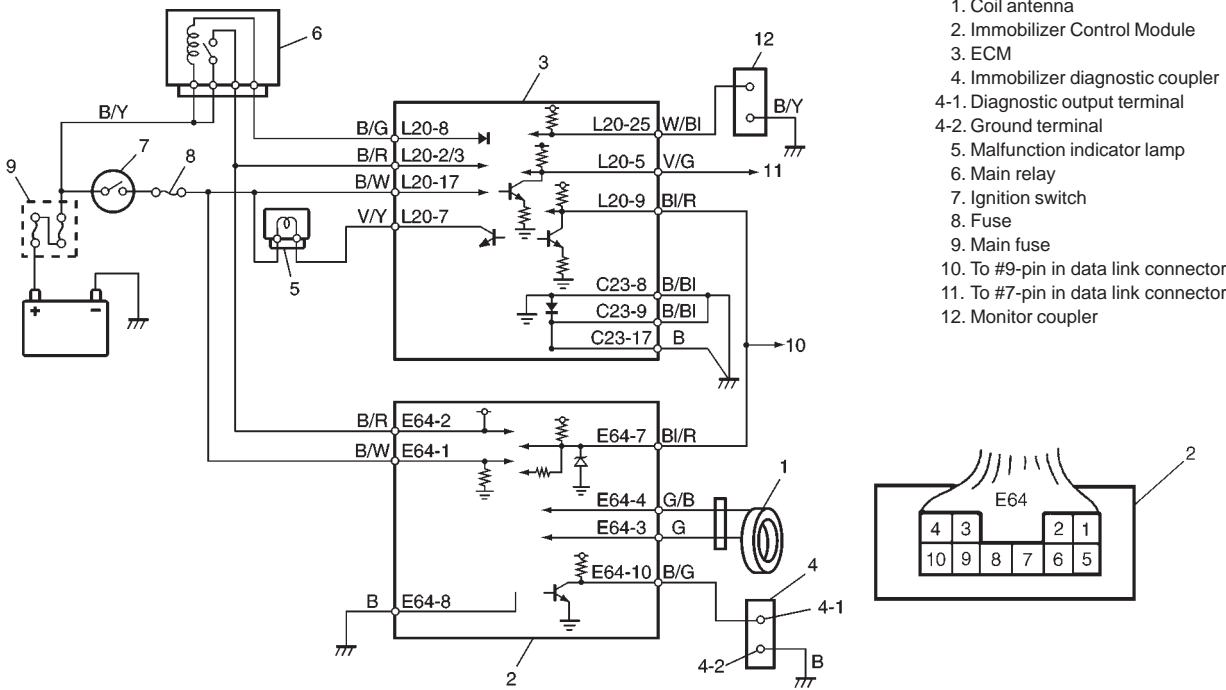 1. Coil antenna
2. Immobilizer Control Module
3. ECM
4. Immobilizer diagnostic coupler
4-1. Diagnostic output terminal
4-2. Ground terminal
5. Malfunction indicator lamp
6. Main relay
7. Ignition switch
8. Fuse
9. Main fuse
10. To #9-pin in data link connector
11. To #7-pin in data link connector
12. Monitor coupler
6
12
3
B/Y
B/Y
7
8
9
B/G L20-8
L20-25 W/Bl
B/R L20-2/3
L20-5 V/G
11
B/W L20-17
L20-9 Bl/R
V/Y L20-7
5
C23-8 B/Bl
C23-9 B/Bl
C23-17 B
10
+ −
B/R E64-2
E64-7 Bl/R
B/W E64-1
1
E64-4 G/B
E64-3 G
E64-10 B/G
4
4-1
B E64-8
4-2
B
2
2
E64
4 3 2 1
10 9 8 7 6 5